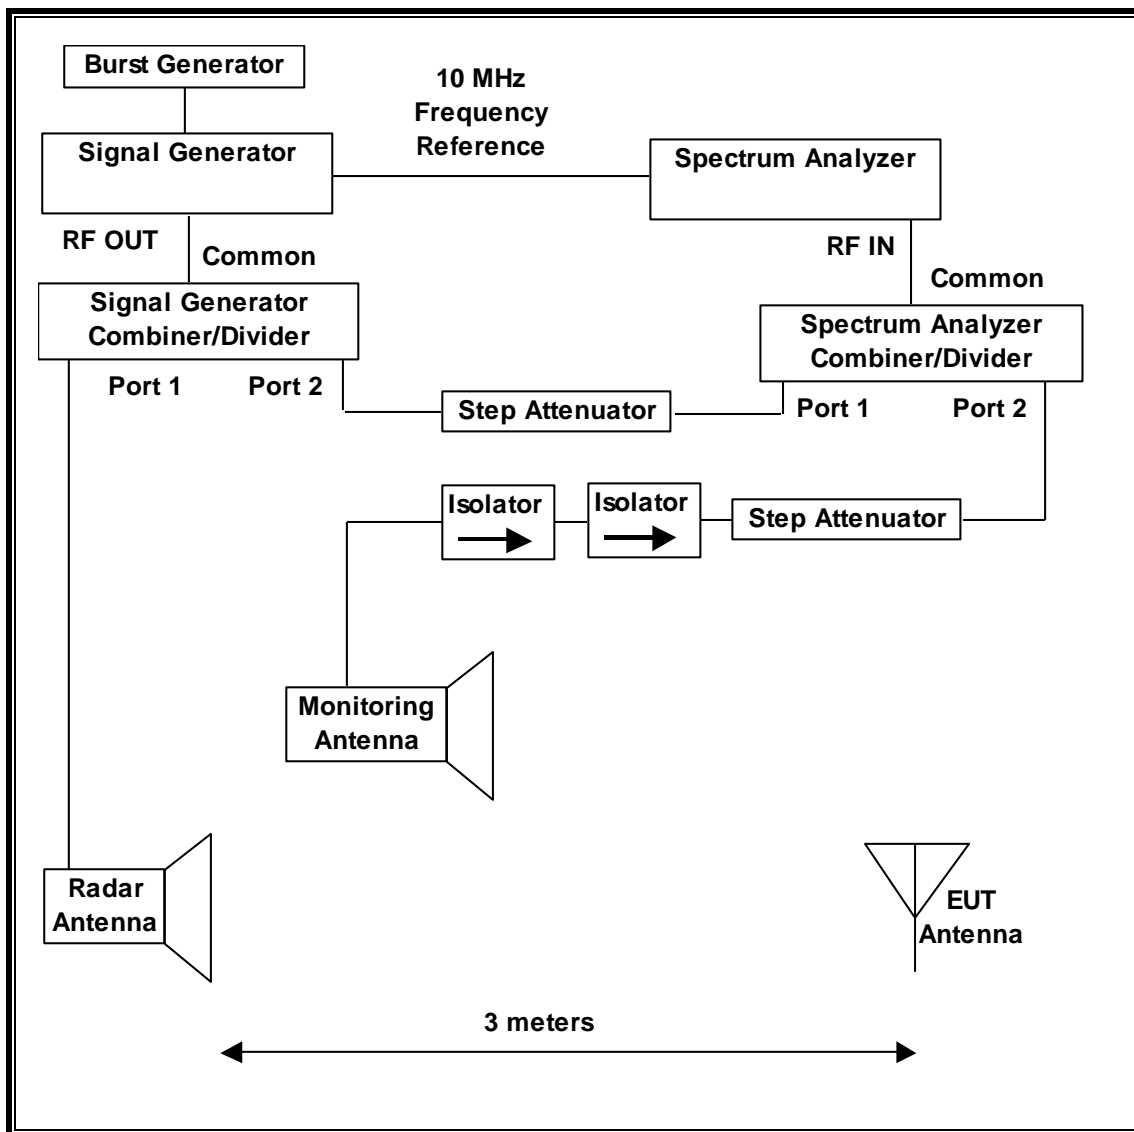 Burst Generator
10 MHz
Frequency
Reference
Signal Generator
Spectrum Analyzer
RF OUT
Common
RF IN
Common
Signal Generator
Combiner/Divider
Spectrum Analyzer
Combiner/Divider
Port 1
Port 2
Step Attenuator
Port 1
Port 2
Isolator
Isolator
Step Attenuator
Monitoring
Antenna
Radar
Antenna
EUT
Antenna
3 meters